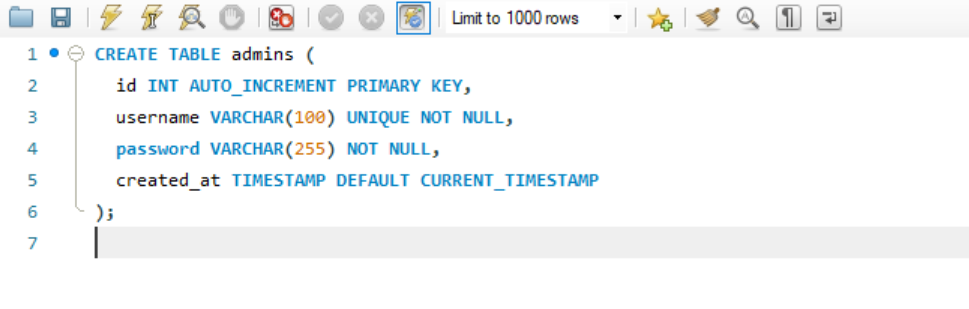 Limit to 1000 rows
1 CREATE TABLE admins (
2 id INT AUTO_INCREMENT PRIMARY KEY,
3 username VARCHAR(100) UNIQUE NOT NULL,
4 password VARCHAR(255) NOT NULL,
5 created_at TIMESTAMP DEFAULT CURRENT_TIMESTAMP
6 );
7